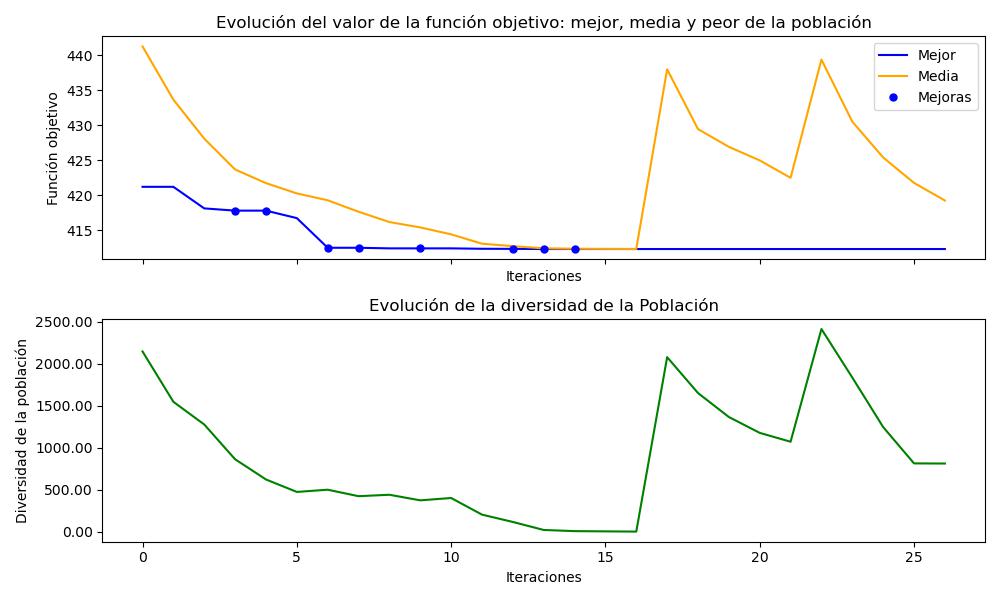 Evolución del valor de la función objetivo: mejor, media y peor de la población
Función objetivo
440
435
430
425
420
415
Mejor
Media
Mejoras
Iteraciones
Evolución de la diversidad de la Población
Diversidad de la población
2500.00
2000.00
1500.00
1000.00
500.00
0.00
0 5 10 15 20 25
Iteraciones